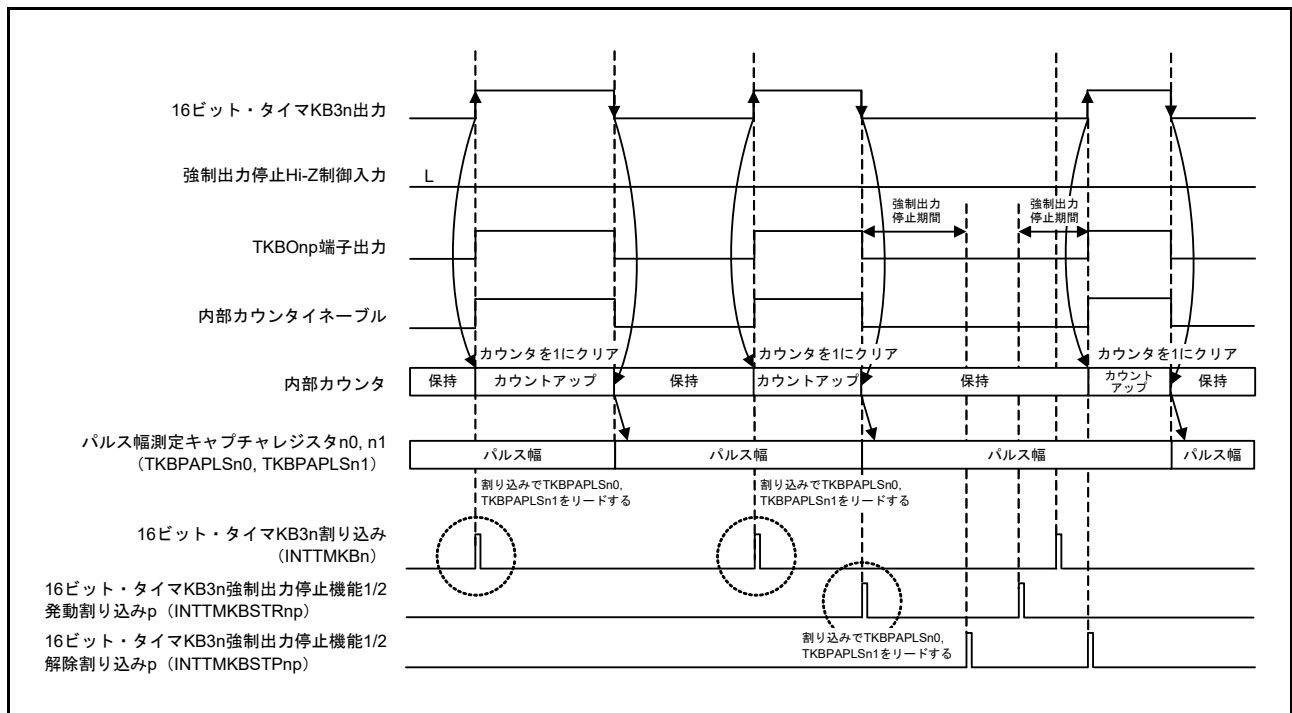 16ビット・タイマKB3n出力
強制出力停止Hi-Z制御入力
L
強制出力
停止期間
強制出力
停止期間
TKBOnp端子出力
内部カウンタイネーブル
カウンタを1にクリア
カウンタを1にクリア
カウンタを1にクリア
内部カウンタ
保持
カウントアップ
保持
カウントアップ
保持
カウント
アップ
保持
パルス幅測定キャプチャレジスタn0, n1
（TKBPAPLSn0, TKBPAPLSn1）
パルス幅
パルス幅
パルス幅
パルス幅
割り込みでTKBPAPLSn0,
TKBPAPLSn1をリードする
割り込みでTKBPAPLSn0,
TKBPAPLSn1をリードする
16ビット・タイマKB3n割り込み
（INTTMKBn）
16ビット・タイマKB3n強制出力停止機能1/2
発動割り込みp（INTTMKBSTRnp）
割り込みでTKBPAPLSn0,
TKBPAPLSn1をリードする
16ビット・タイマKB3n強制出力停止機能1/2
解除割り込みp（INTTMKBSTPnp）